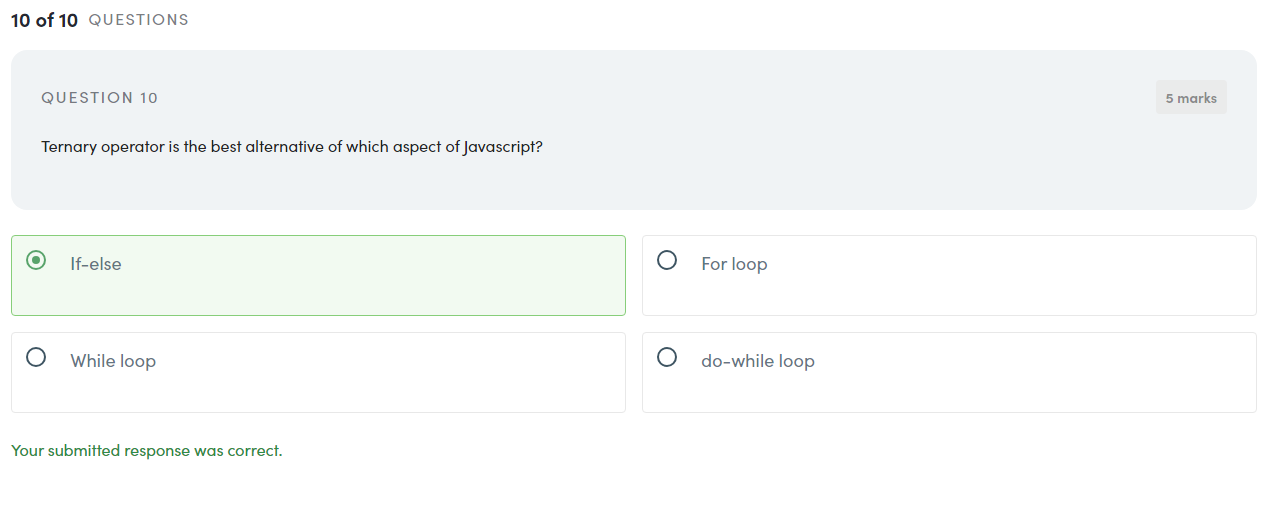 10 of 10 QUESTIONS
QUESTION 10
5 marks
Ternary operator is the best alternative of which aspect of Javascript?
If-else
For loop
While loop
do-while loop
Your submitted response was correct.